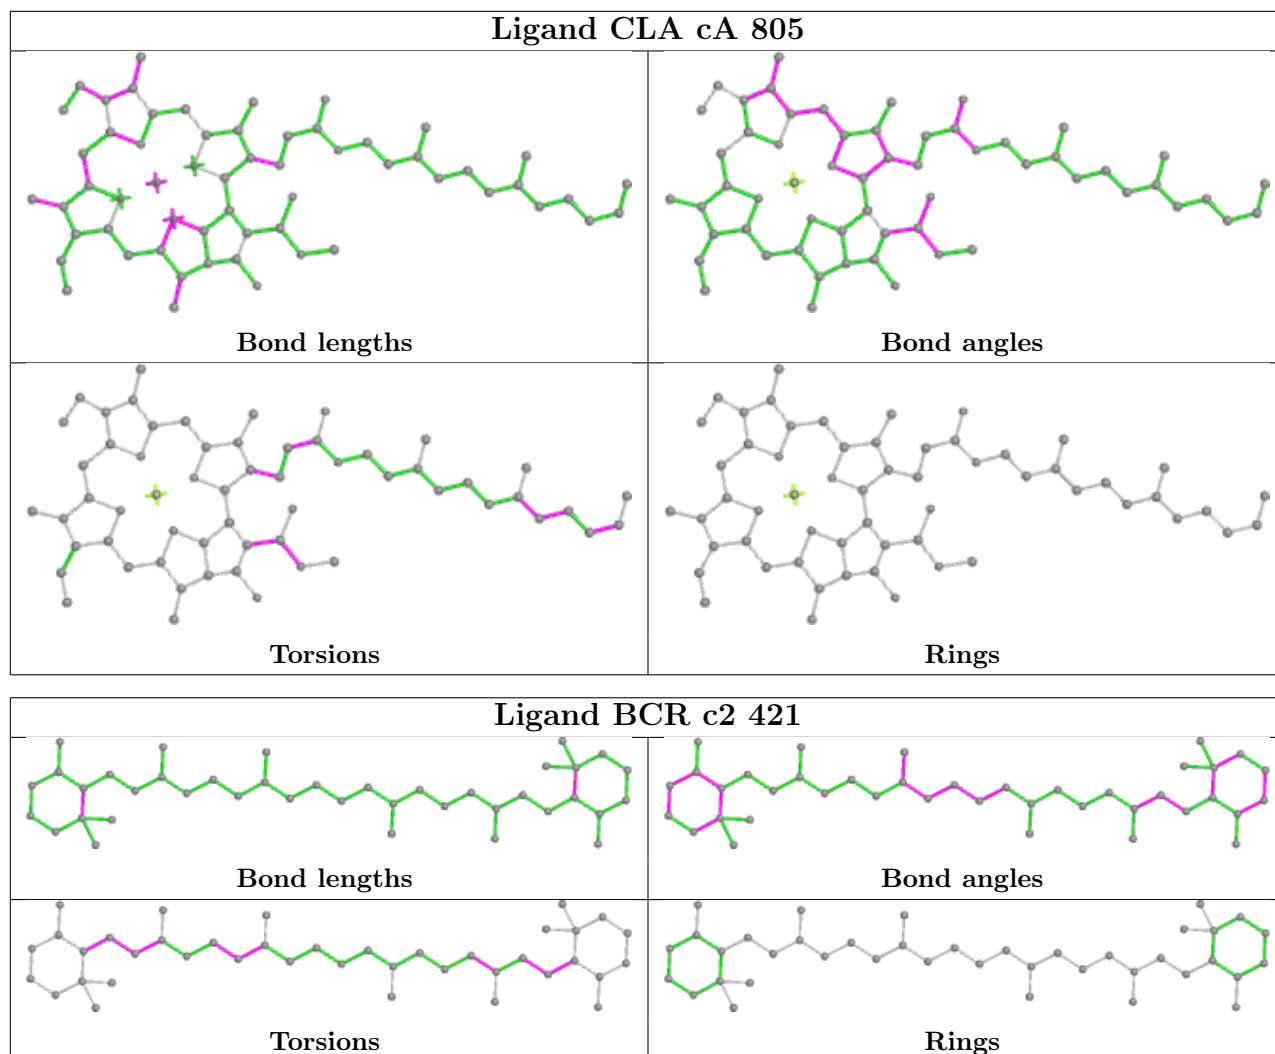 Ligand CLA cA 805
Bond lengths
Bond angles
Torsions
Rings
Ligand BCR c2 421
Bond lengths
Bond angles
Torsions
Rings